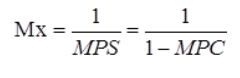 Mx = 1/MPS = 1/(1 − MPC)